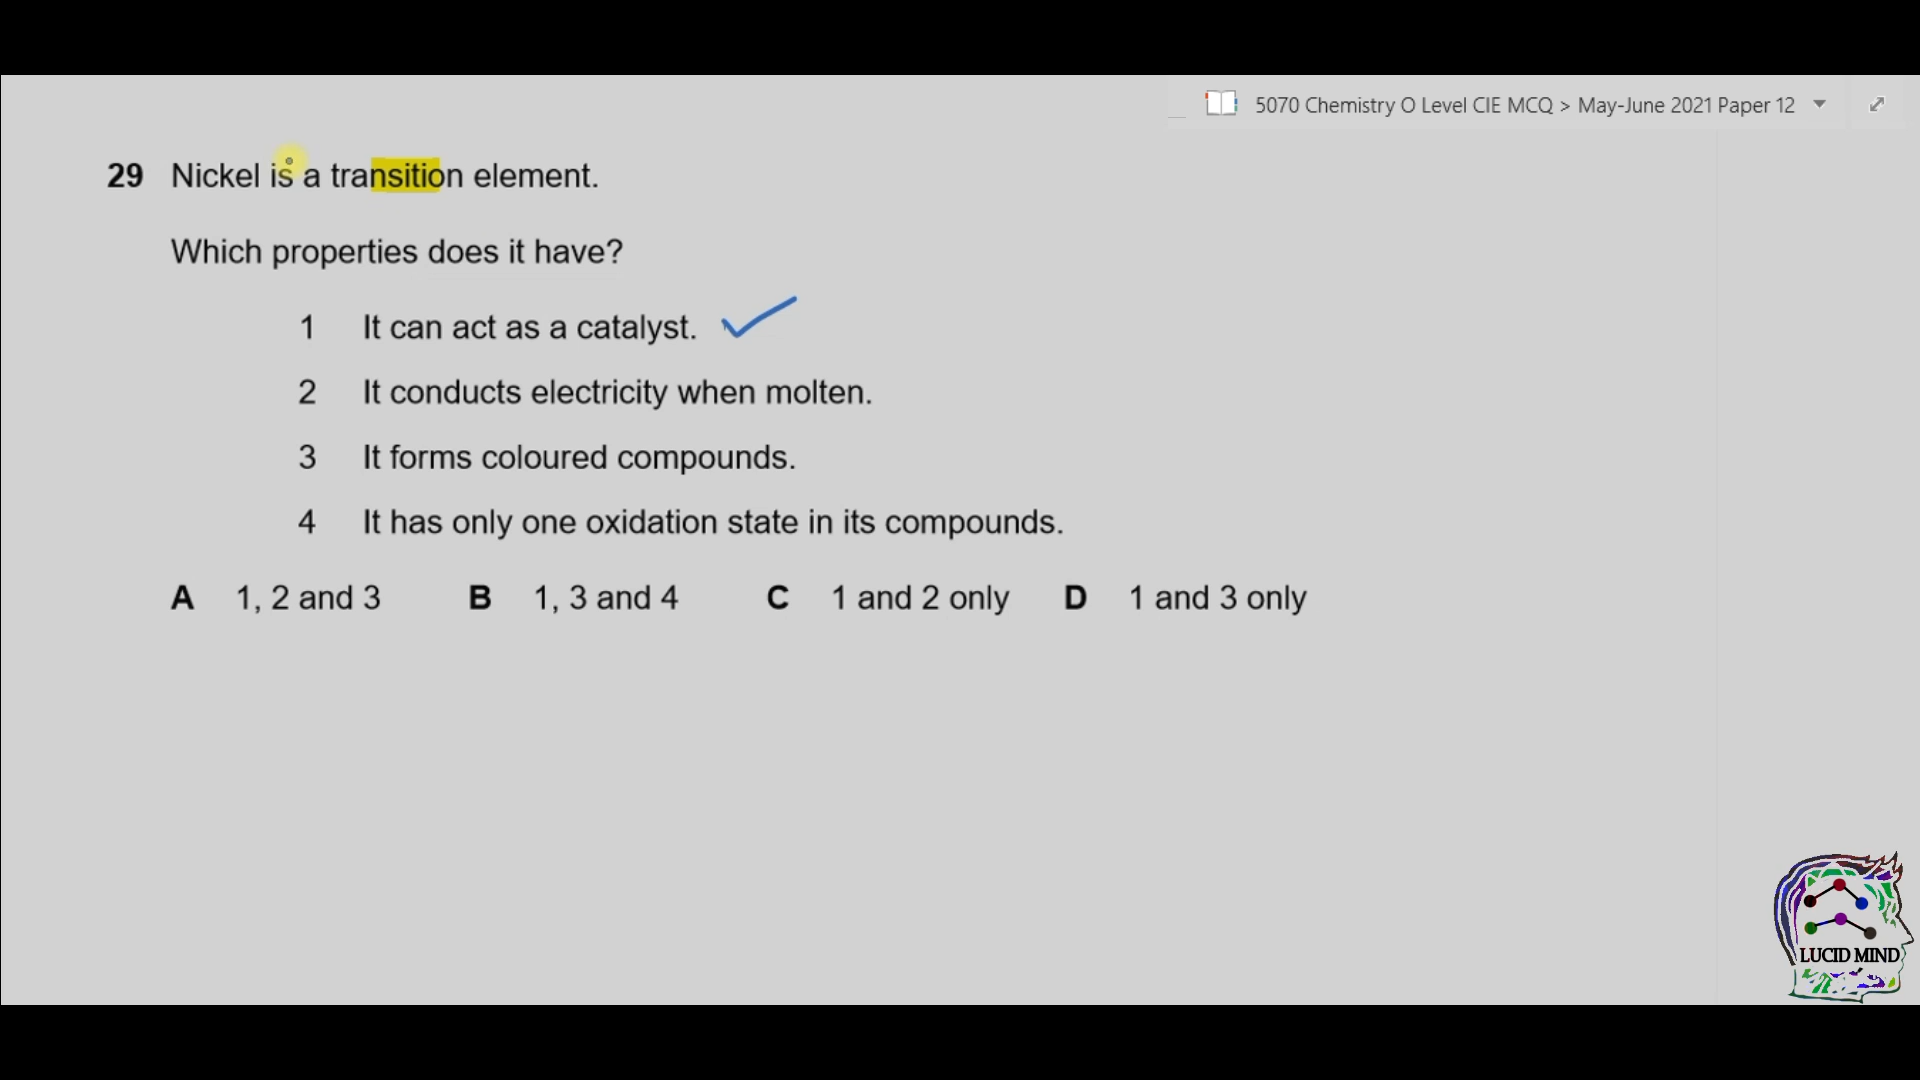 5070 Chemistry O Level CIE MCQ > May-June 2021 Paper 12
29 Nickel is a transition element.
Which properties does it have?
1 It can act as a catalyst.
2 It conducts electricity when molten.
3 It forms coloured compounds.
4 It has only one oxidation state in its compounds.
A 1, 2 and 3 B 1, 3 and 4 C 1 and 2 only D 1 and 3 only
LUCID MIND